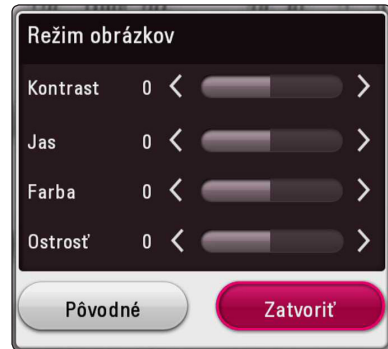 Režim obrázkov
Kontrast 0
Jas 0
Farba 0
Ostrosť 0
Pôvodné Zatvoriť